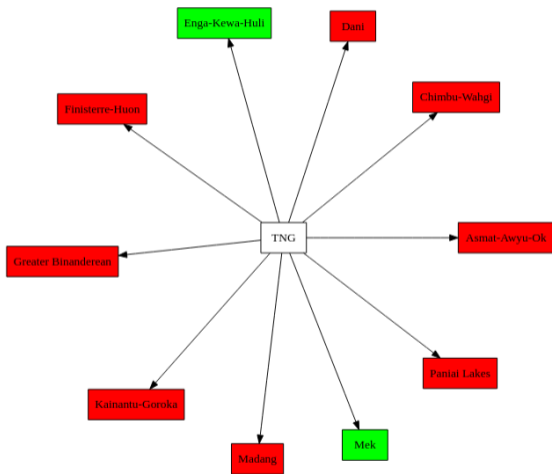 Enga-Kewa-Huli
Dani
Chimbu-Wahgi
Finisterre-Huon
TNG
Asmat-Awyu-Ok
Greater Binanderean
Paniai Lakes
Kainantu-Goroka
Mek
Madang